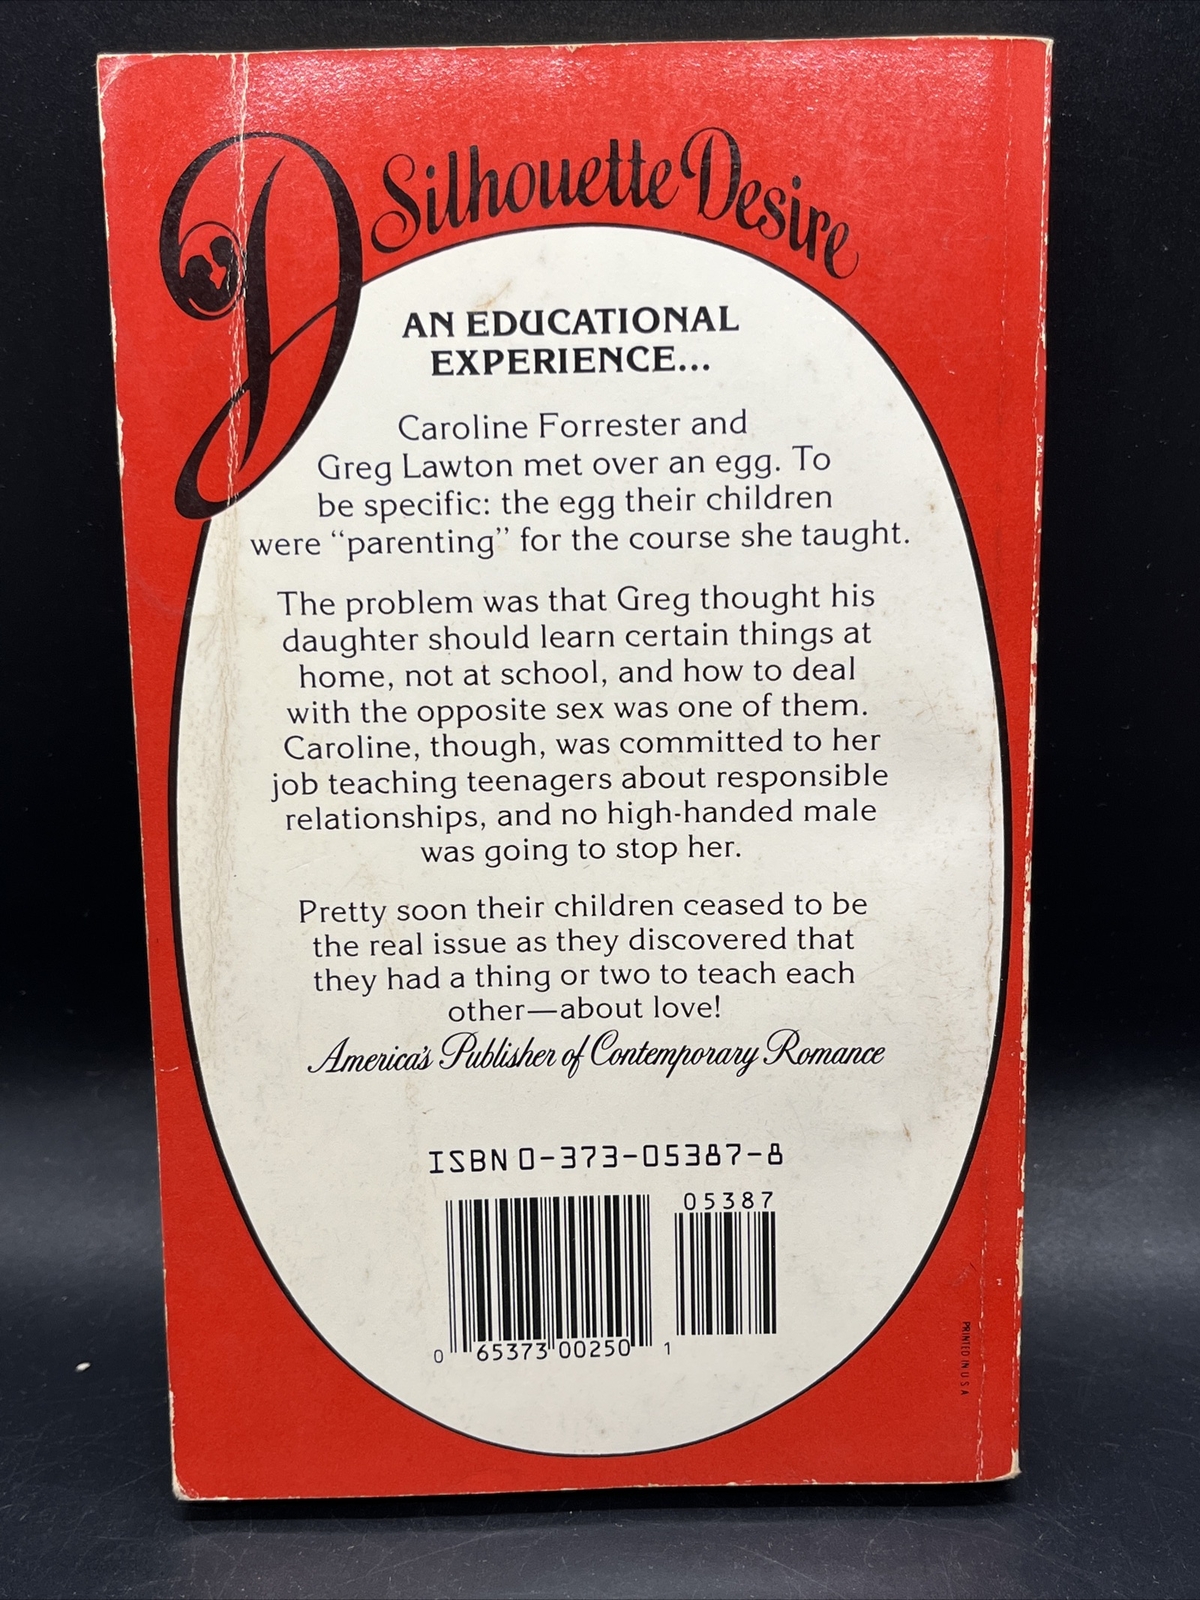 Silhouette Desire
AN EDUCATIONAL
EXPERIENCE...
Caroline Forrester and
Greg Lawton met over an egg. To
be specific: the egg their children
were "parenting" for the course she taught.
The problem was that Greg thought his
daughter should learn certain things at
home, not at school, and how to deal
with the opposite sex was one of them.
Caroline, though, was committed to her
job teaching teenagers about responsible
relationships, and no high-handed male
was going to stop her.
Pretty soon their children ceased to be
the real issue as they discovered that
they had a thing or two to teach each
other—about love!
America's Publisher of Contemporary Romance
ISBN 0-373-05387-8
05387
0 65373 00250 1
PRINTED IN U S A